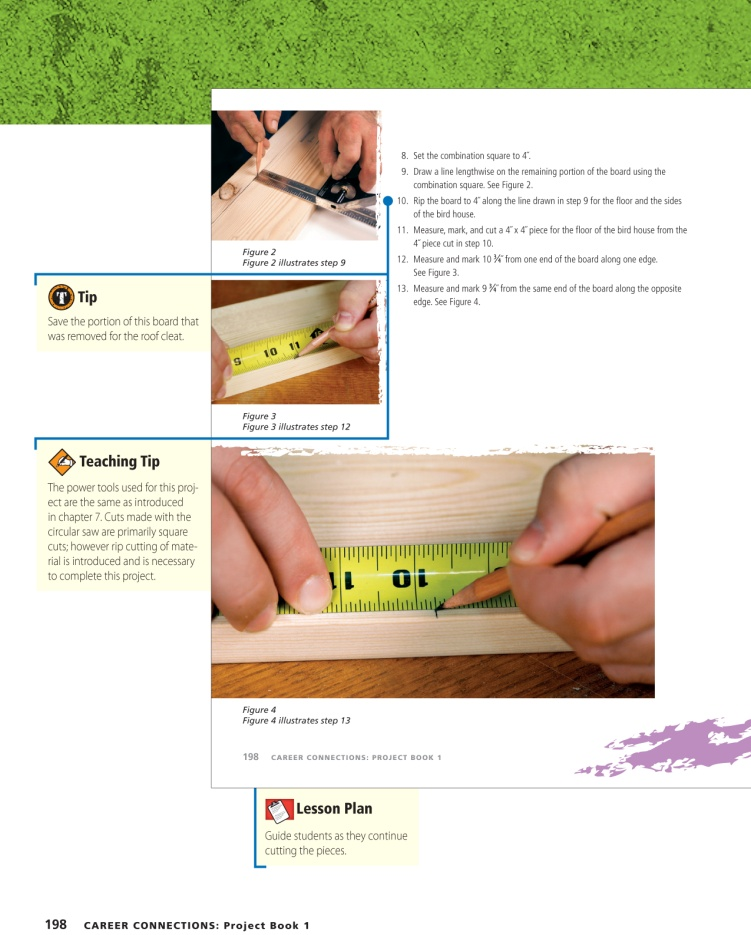 8. Set the combination square to 4″.
9. Draw a line lengthwise on the remaining portion of the board using the
combination square. See Figure 2.
10. Rip the board to 4″ along the line drawn in step 9 for the floor and the sides
of the bird house.
11. Measure, mark, and cut a 4″ x 4″ piece for the floor of the bird house from the
4″ piece cut in step 10.
12. Measure and mark 10 ¾″ from one end of the board along one edge.
See Figure 3.
13. Measure and mark 9 ¾″ from the same end of the board along the opposite
edge. See Figure 4.
Figure 2
Figure 2 illustrates step 9
T Tip
Save the portion of this board that
was removed for the roof cleat.
9 10 11
Figure 3
Figure 3 illustrates step 12
Teaching Tip
The power tools used for this proj-
ect are the same as introduced
in chapter 7. Cuts made with the
circular saw are primarily square
cuts; however rip cutting of mate-
rial is introduced and is necessary
to complete this project.
11 10
Figure 4
Figure 4 illustrates step 13
198 CAREER CONNECTIONS: PROJECT BOOK 1
Lesson Plan
Guide students as they continue
cutting the pieces.
198 CAREER CONNECTIONS: Project Book 1